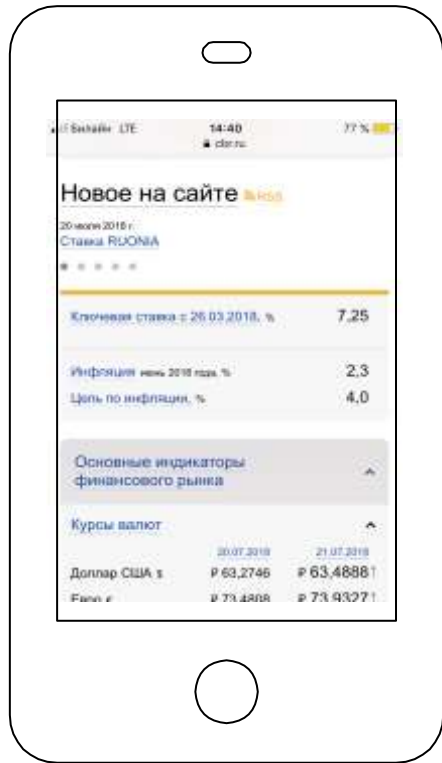 Билайн LTE 14:40 77 %
cbr.ru
Новое на сайте RSS
20 июля 2018 г.
Ставка RUONIA
Ключевая ставка с 26.03.2018, % 7,25
Инфляция июнь 2018 года, % 2,3
Цель по инфляции, % 4,0
Основные индикаторы
финансового рынка
Курсы валют
20.07.2018 21.07.2018
Доллар США $ ₽ 63,2746 ₽ 63,4888↑
Евро € ₽ 73,4808 ₽ 73,9327↑